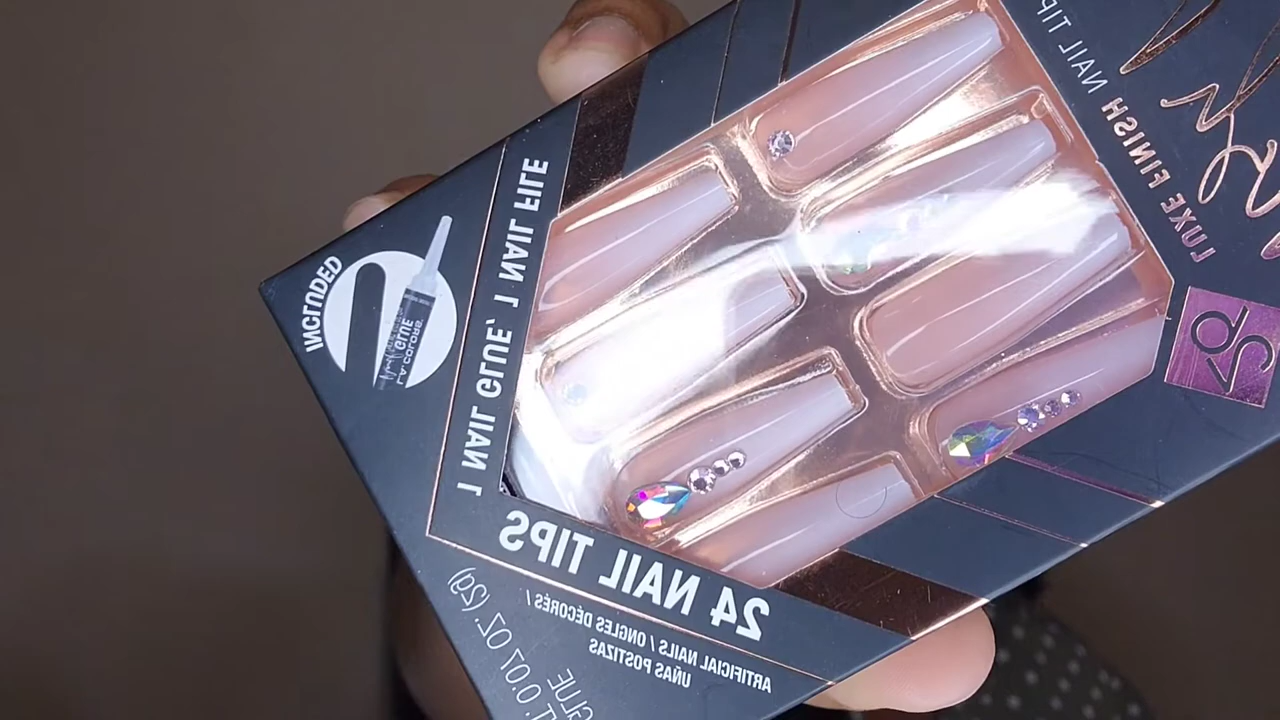 LUXE FINISH NAIL TIP
INCLUDED
GLUE
L.A. COLORS
1 NAIL GLUE, 1 NAIL FILE
24 NAIL TIPS
ARTIFICIAL NAILS / ONGLES DÉCORÉS /
UÑAS POSTIZAS
GLUE
T. 0.07 OZ. (2g)